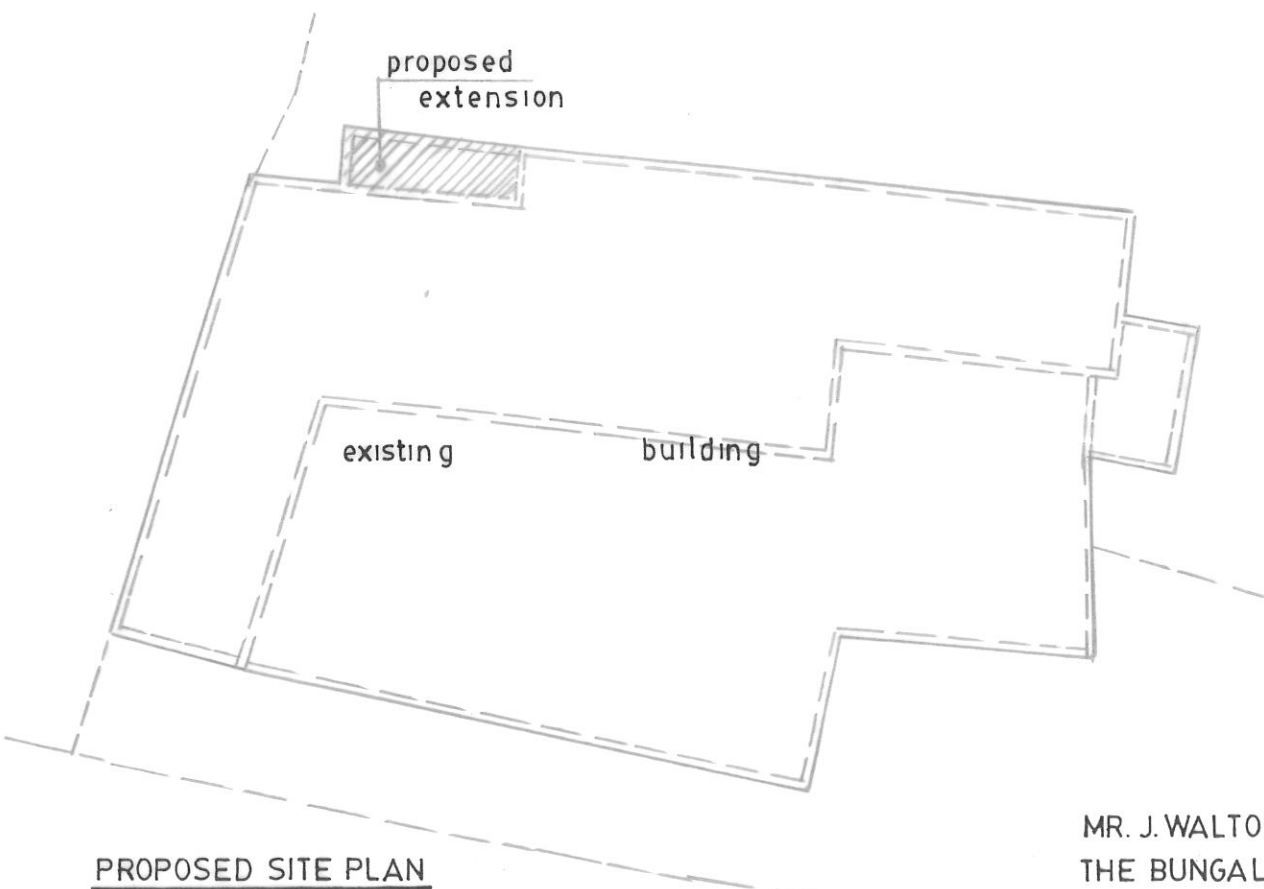 proposed
extension
existing building
MR. J. WALTO
THE BUNGAL
PROPOSED SITE PLAN